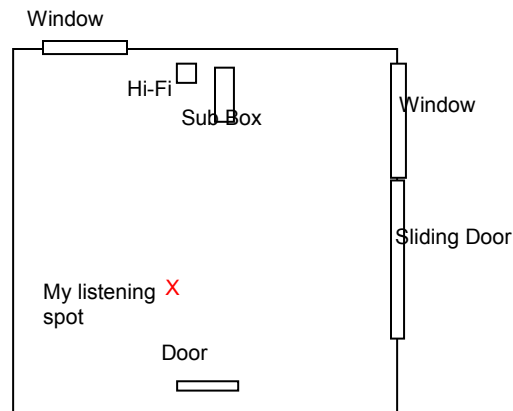 Window
Hi-Fi
Sub Box
Window
Sliding Door
My listening X
spot
Door